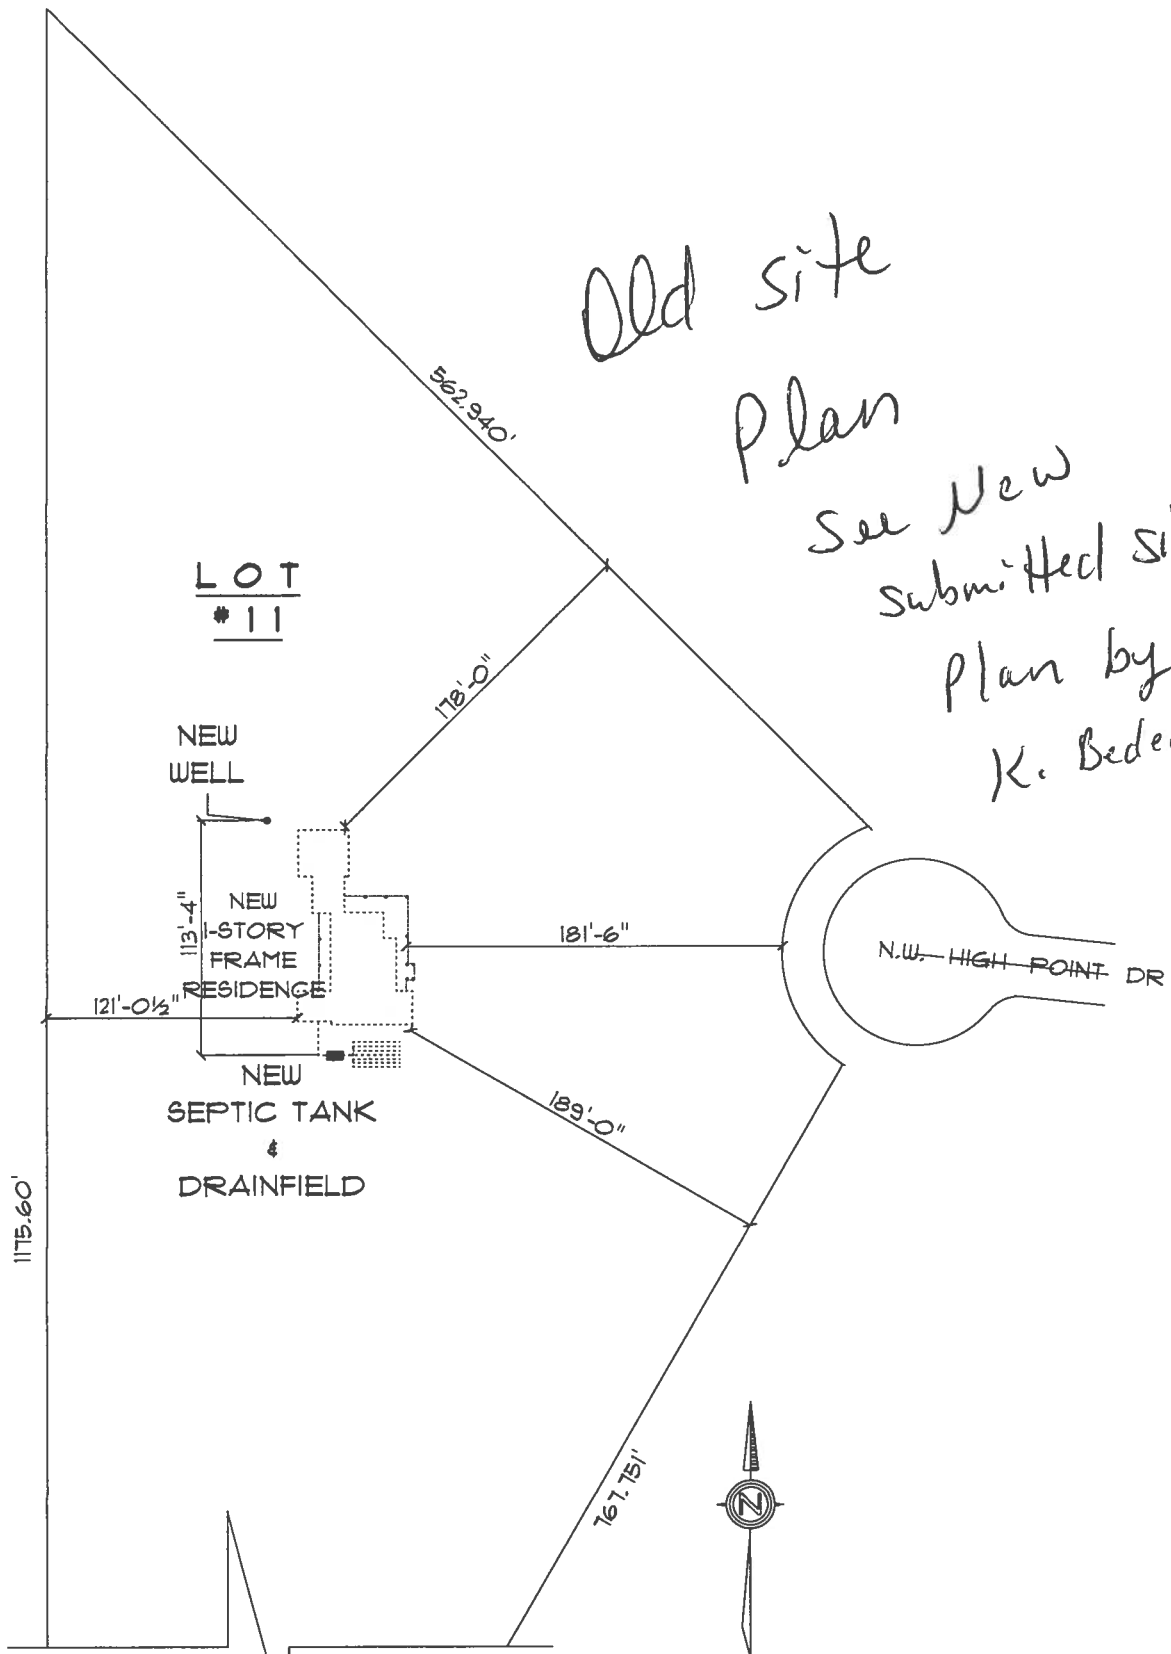 Old site
Plan
See New
submitted
Plan by
K.
562.940'
LOT
#11
178'-0"
NEW
WELL
113'-4"
NEW
1-STORY
FRAME
RESIDENCE
181'-6"
N.W. HIGH POINT DR
121'-0½"
NEW
SEPTIC TANK
&
DRAINFIELD
189'-0"
1175.60'
767.751'
N